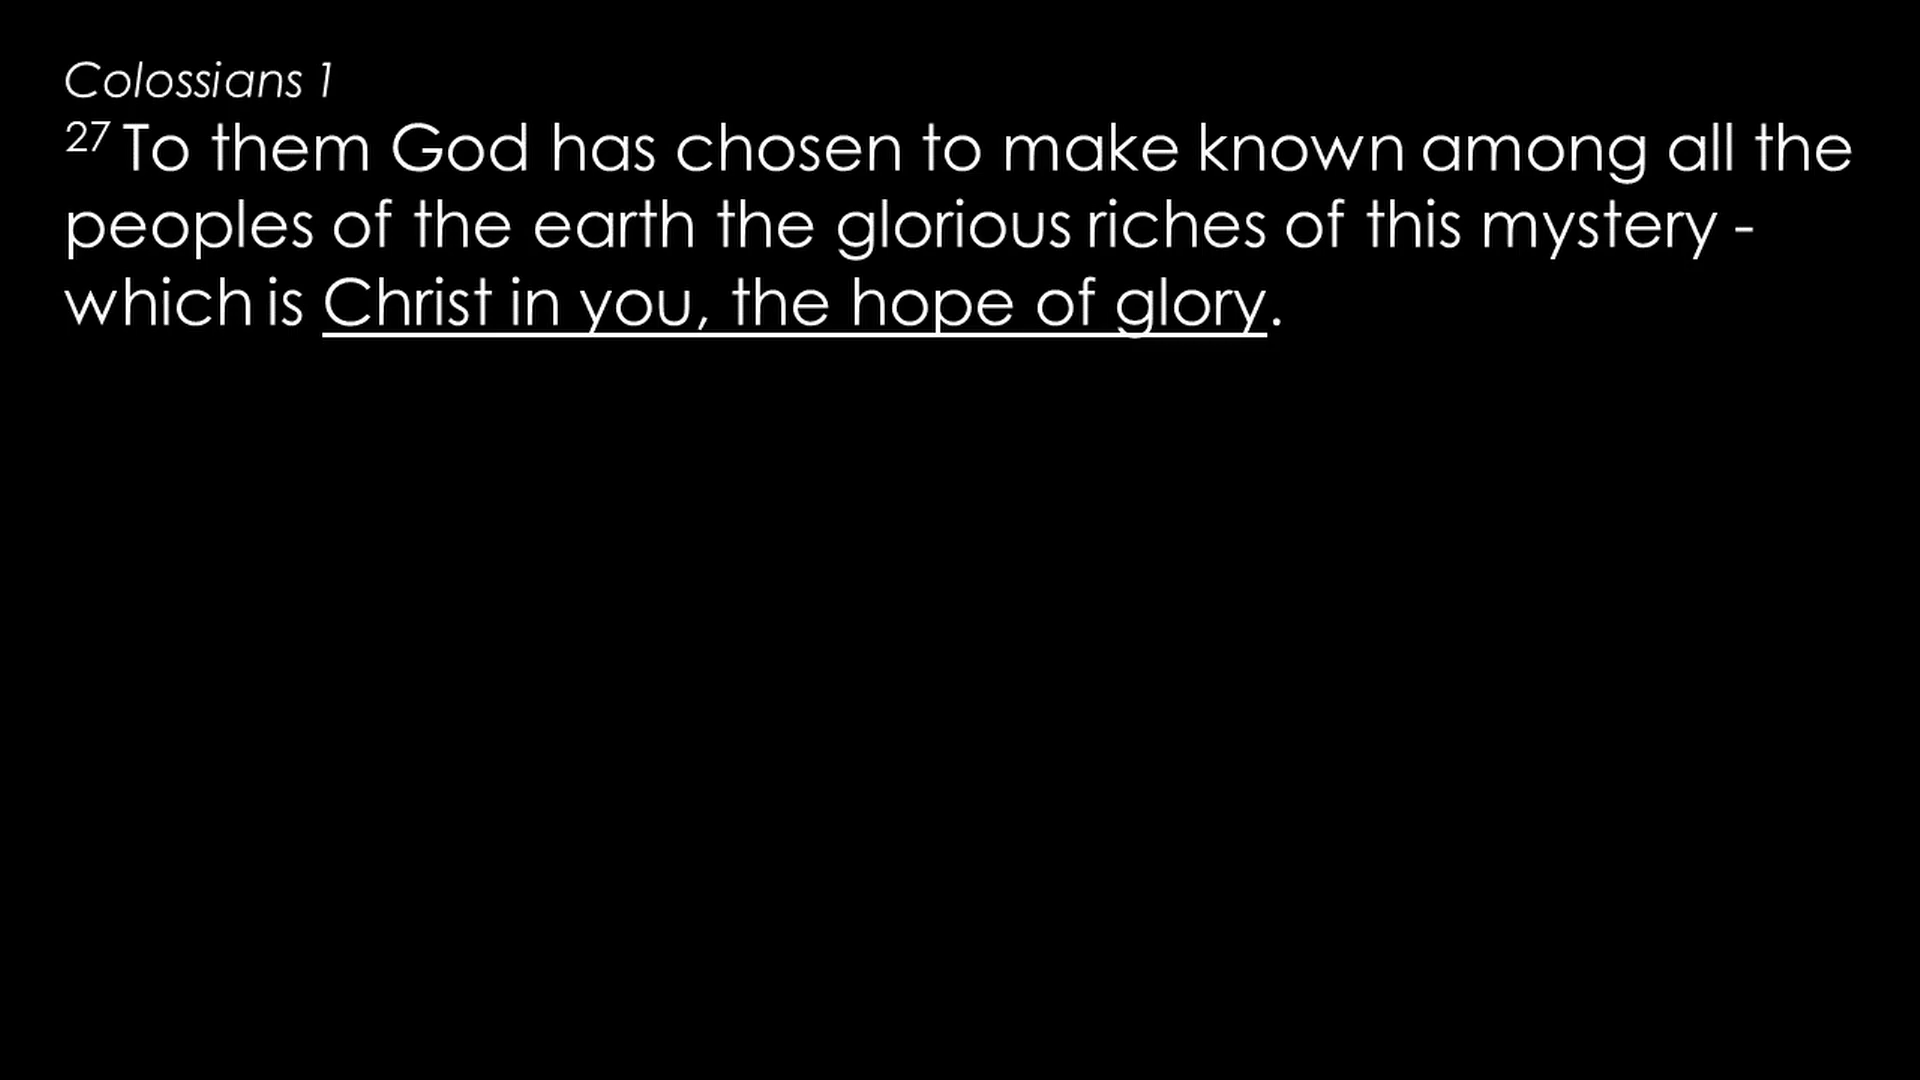 Colossians 1
27 To them God has chosen to make known among all the
peoples of the earth the glorious riches of this mystery -
which is Christ in you, the hope of glory.